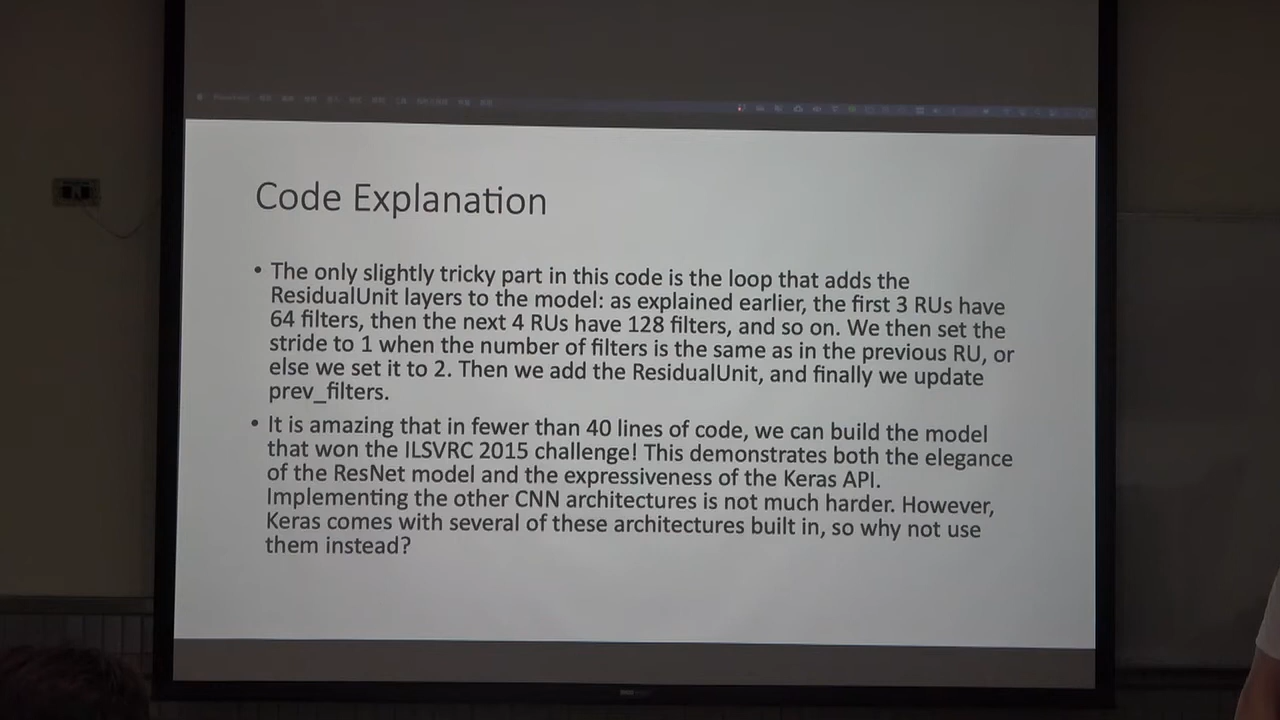 Code Explanation
• The only slightly tricky part in this code is the loop that adds the
ResidualUnit layers to the model: as explained earlier, the first 3 RUs have
64 filters, then the next 4 RUs have 128 filters, and so on. We then set the
stride to 1 when the number of filters is the same as in the previous RU, or
else we set it to 2. Then we add the ResidualUnit, and finally we update
prev_filters.
• It is amazing that in fewer than 40 lines of code, we can build the model
that won the ILSVRC 2015 challenge! This demonstrates both the elegance
of the ResNet model and the expressiveness of the Keras API.
Implementing the other CNN architectures is not much harder. However,
Keras comes with several of these architectures built in, so why not use
them instead?